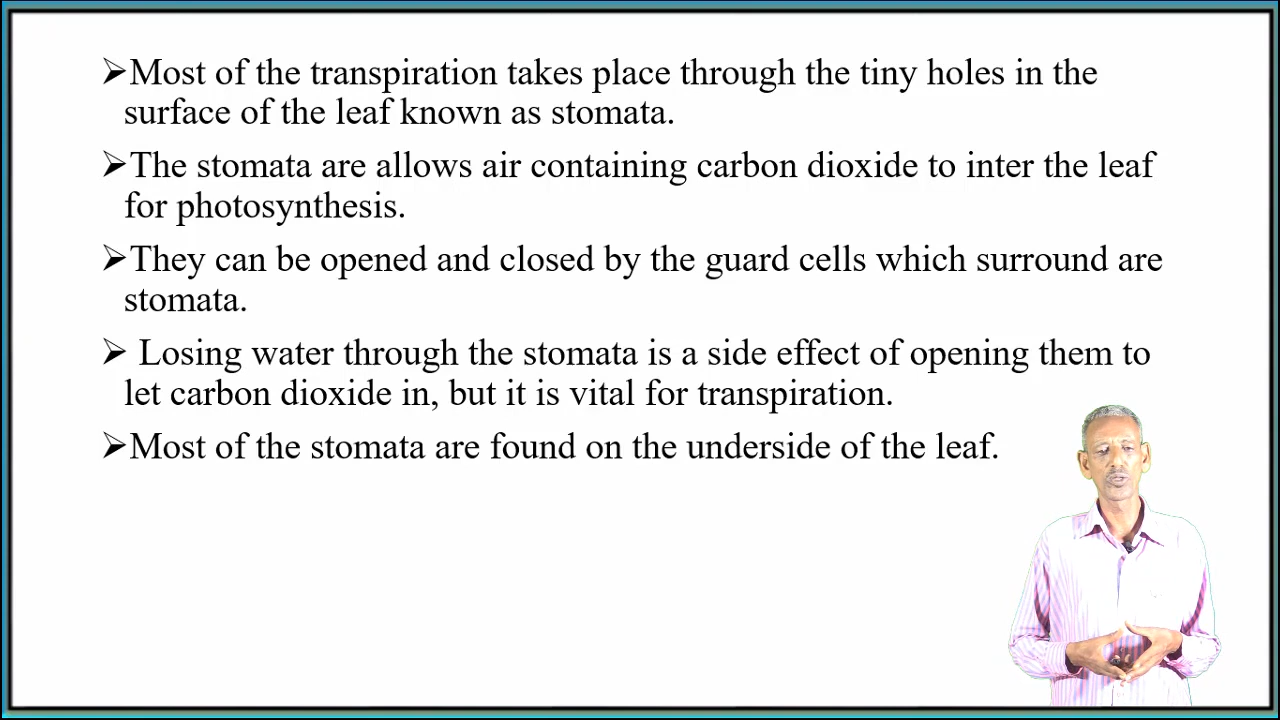 ➢Most of the transpiration takes place through the tiny holes in the
surface of the leaf known as stomata.
➢The stomata are allows air containing carbon dioxide to inter the leaf
for photosynthesis.
➢They can be opened and closed by the guard cells which surround are
stomata.
➢ Losing water through the stomata is a side effect of opening them to
let carbon dioxide in, but it is vital for transpiration.
➢Most of the stomata are found on the underside of the leaf.